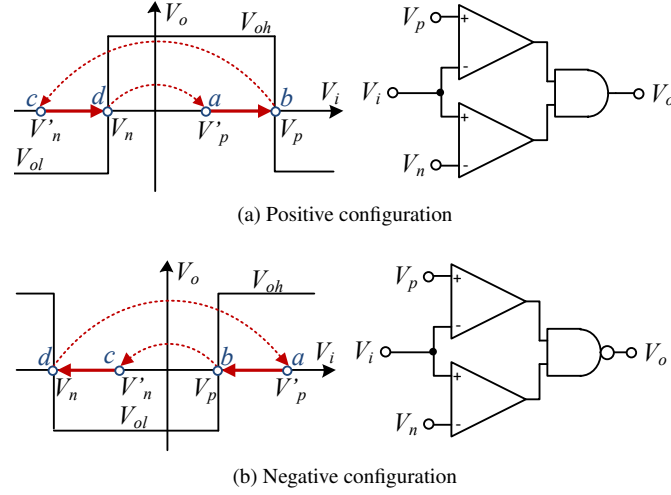 V_o
V_oh
V_p
+
-
c
d
a
b
V_i
V_i
V_o
V'_n
V_n
V'_p
V_p
+
V_ol
V_n
-
(a) Positive configuration
V_o
V_oh
V_p
+
-
d
c
b
a
V_i
V_i
V_o
V_n
V'_n
V_p
V'_p
+
V_ol
V_n
-
(b) Negative configuration